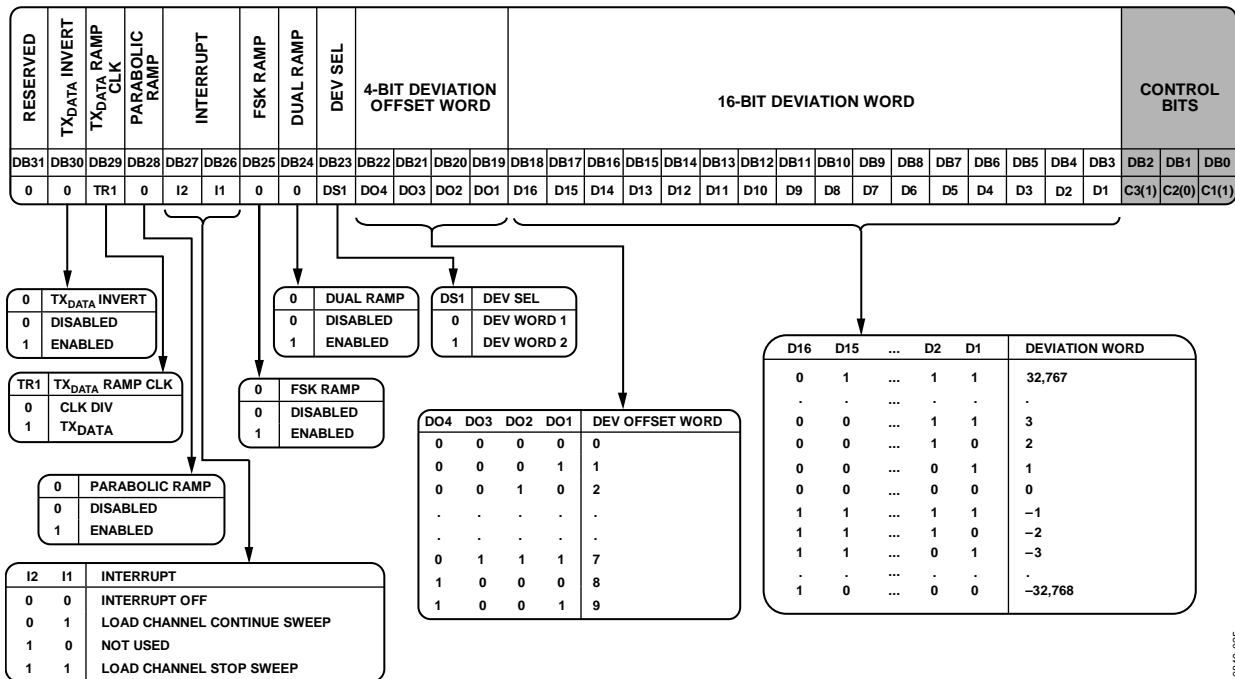 RESERVED
TXDATA INVERT
TXDATA RAMP CLK
PARABOLIC RAMP
INTERRUPT
FSK RAMP
DUAL RAMP
DEV SEL
4-BIT DEVIATION OFFSET WORD
16-BIT DEVIATION WORD
CONTROL BITS
DB31 DB30 DB29 DB28 DB27 DB26 DB25 DB24 DB23 DB22 DB21 DB20 DB19 DB18 DB17 DB16 DB15 DB14 DB13 DB12 DB11 DB10 DB9 DB8 DB7 DB6 DB5 DB4 DB3 DB2 DB1 DB0
0 0 TR1 0 I2 I1 0 0 DS1 DO4 DO3 DO2 DO1 D16 D15 D14 D13 D12 D11 D10 D9 D8 D7 D6 D5 D4 D3 D2 D1 C3(1) C2(0) C1(1)
0 TXDATA INVERT
0 DISABLED
1 ENABLED
TR1 TXDATA RAMP CLK
0 CLK DIV
1 TXDATA
0 PARABOLIC RAMP
0 DISABLED
1 ENABLED
I2 I1 INTERRUPT
0 0 INTERRUPT OFF
0 1 LOAD CHANNEL CONTINUE SWEEP
1 0 NOT USED
1 1 LOAD CHANNEL STOP SWEEP
0 FSK RAMP
0 DISABLED
1 ENABLED
0 DUAL RAMP
0 DISABLED
1 ENABLED
DS1 DEV SEL
0 DEV WORD 1
1 DEV WORD 2
DO4 DO3 DO2 DO1 DEV OFFSET WORD
0 0 0 0 0
0 0 0 1 1
0 0 1 0 2
. . . . .
. . . . .
0 1 1 1 7
1 0 0 0 8
1 0 0 1 9
D16 D15 ... D2 D1 DEVIATION WORD
0 1 ... 1 1 32,767
. . ... . . .
0 0 ... 1 1 3
0 0 ... 1 0 2
0 0 ... 0 1 1
0 0 ... 0 0 0
1 1 ... 1 1 –1
1 1 ... 1 0 –2
1 1 ... 0 1 –3
. . ... . . .
1 0 ... 0 0 –32,768